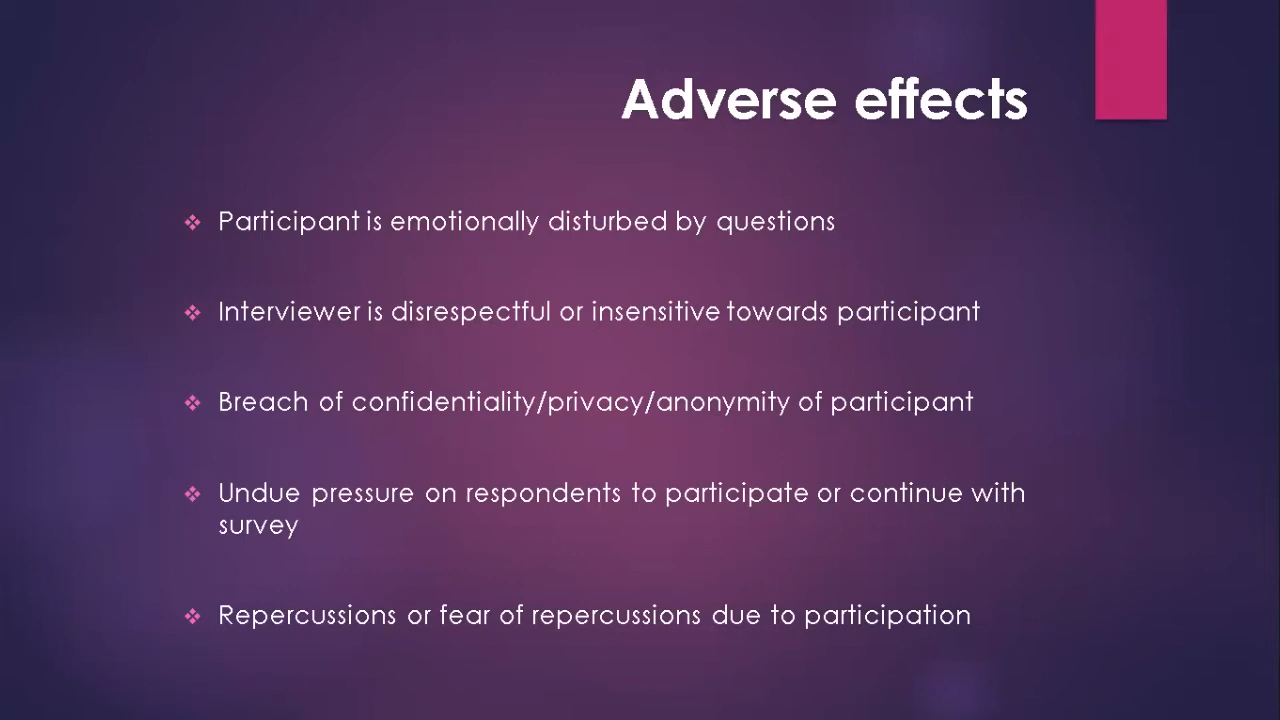 Adverse effects
Participant is emotionally disturbed by questions
Interviewer is disrespectful or insensitive towards participant
Breach of confidentiality/privacy/anonymity of participant
Undue pressure on respondents to participate or continue with
survey
Repercussions or fear of repercussions due to participation